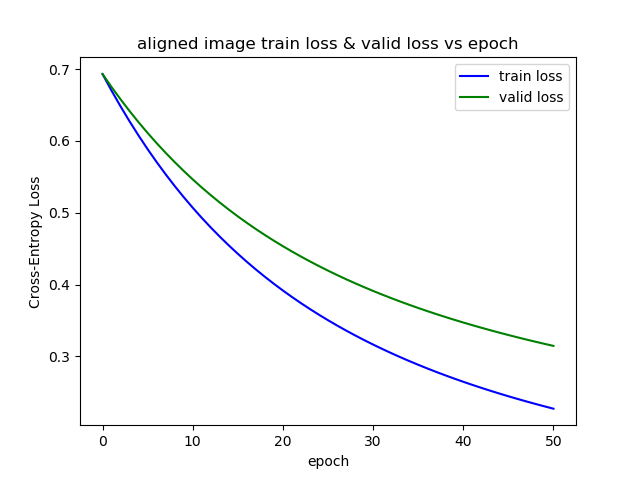 aligned image train loss & valid loss vs epoch
train loss
valid loss
Cross-Entropy Loss
0.7
0.6
0.5
0.4
0.3
0 10 20 30 40 50
epoch